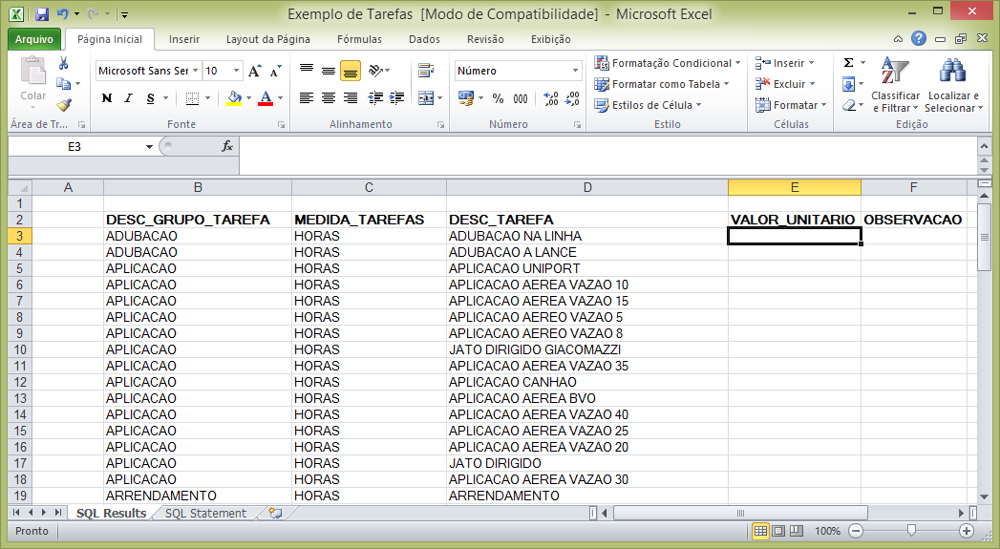 Exemplo de Tarefas [Modo de Compatibilidade] - Microsoft Excel
Arquivo Página Inicial Inserir Layout da Página Fórmulas Dados Revisão Exibição
Colar
Microsoft Sans Ser 10
N I S
Número
% 000
Formatação Condicional
Formatar como Tabela
Estilos de Célula
Inserir
Excluir
Formatar
Σ
Classificar e Filtrar
Localizar e Selecionar
Área de Tr... Fonte Alinhamento Número Estilo Células Edição
E3 fx
A B C D E F
1
2 DESC_GRUPO_TAREFA MEDIDA_TAREFAS DESC_TAREFA VALOR_UNITARIO OBSERVACAO
3 ADUBACAO HORAS ADUBACAO NA LINHA
4 ADUBACAO HORAS ADUBACAO A LANCE
5 APLICACAO HORAS APLICACAO UNIPORT
6 APLICACAO HORAS APLICACAO AEREA VAZAO 10
7 APLICACAO HORAS APLICACAO AEREA VAZAO 15
8 APLICACAO HORAS APLICACAO AEREO VAZAO 5
9 APLICACAO HORAS APLICACAO AEREO VAZAO 8
10 APLICACAO HORAS JATO DIRIGIDO GIACOMAZZI
11 APLICACAO HORAS APLICACAO AEREA VAZAO 35
12 APLICACAO HORAS APLICACAO CANHAO
13 APLICACAO HORAS APLICACAO AEREA BVO
14 APLICACAO HORAS APLICACAO AEREA VAZAO 40
15 APLICACAO HORAS APLICACAO AEREA VAZAO 25
16 APLICACAO HORAS APLICACAO AEREA VAZAO 20
17 APLICACAO HORAS JATO DIRIGIDO
18 APLICACAO HORAS APLICACAO AEREA VAZAO 30
19 ARRENDAMENTO HORAS ARRENDAMENTO
SQL Results SQL Statement
Pronto 100%